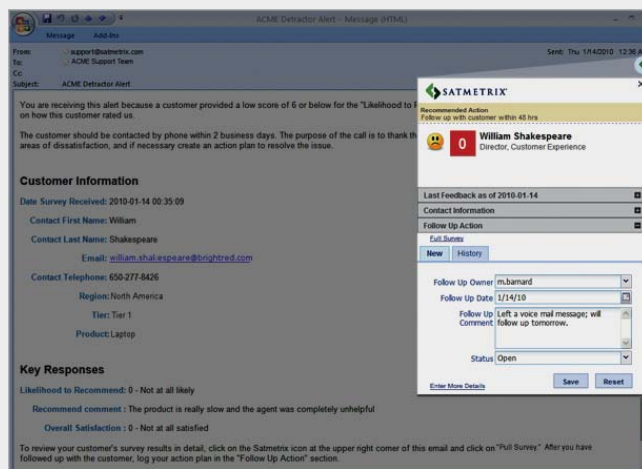 ACME Detractor Alert - Message (HTML)
Message Add-Ins
From: support@satmetrix.com
Sent: Thu 1/14/2010 12:36 A
To: ACME Support Team
Cc:
Subject: ACME Detractor Alert
You are receiving this alert because a customer provided a low score of 6 or below for the "Likelihood to
on how this customer rated us.
The customer should be contacted by phone within 2 business days. The purpose of the call is to thank th
areas of dissatisfaction, and if necessary create an action plan to resolve the issue.
Customer Information
Date Survey Received: 2010-01-14 00:35:09
Contact First Name: William
Contact Last Name: Shakespeare
Email: william.shakespeare@brightred.com
Contact Telephone: 650-277-8426
Region: North America
Tier: Tier 1
Product: Laptop
Key Responses
Likelihood to Recommend: 0 - Not at all likely
Recommend comment : The product is really slow and the agent was completely unhelpful
Overall Satisfaction : 0 - Not at all satisfied
To review your customer's survey results in detail, click on the Satmetrix icon at the upper right corner of this email and click on "Full Survey." After you have
followed up with the customer, log your action plan in the "Follow Up Action" section.
SATMETRIX
Recommended Action
Follow up with customer within 48 hrs
0
William Shakespeare
Director, Customer Experience
Last Feedback as of 2010-01-14
Contact Information
Follow Up Action
Full Survey
New History
Follow Up Owner m.barnard
Follow Up Date 1/14/10
Follow Up Comment Left a voice mail message; will
follow up tomorrow.
Status Open
Enter More Details Save Reset